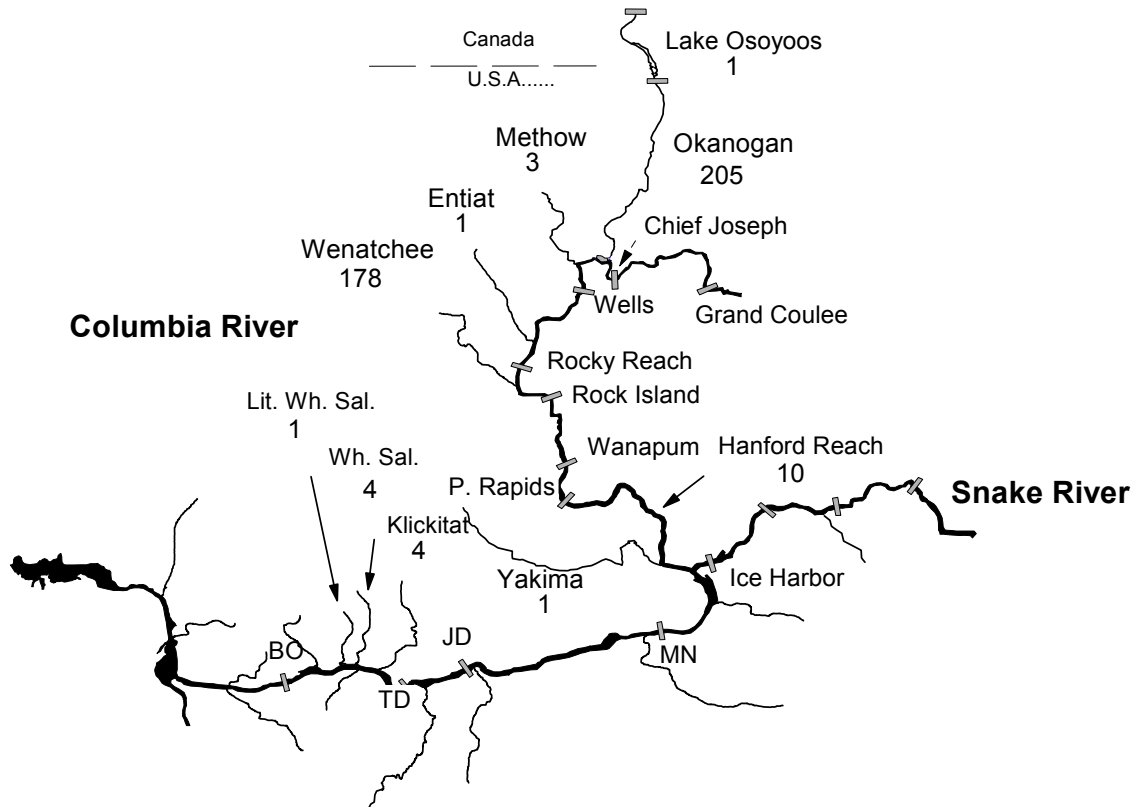 Canada
U.S.A......
Lake Osoyoos
1
Methow
3
Okanogan
205
Entiat
1
Chief Joseph
Wenatchee
178
Wells
Grand Coulee
Columbia River
Rocky Reach
Rock Island
Lit. Wh. Sal.
1
Wanapum
Hanford Reach
10
Wh. Sal.
4
P. Rapids
Snake River
Klickitat
4
Yakima
1
Ice Harbor
BO
JD
MN
TD